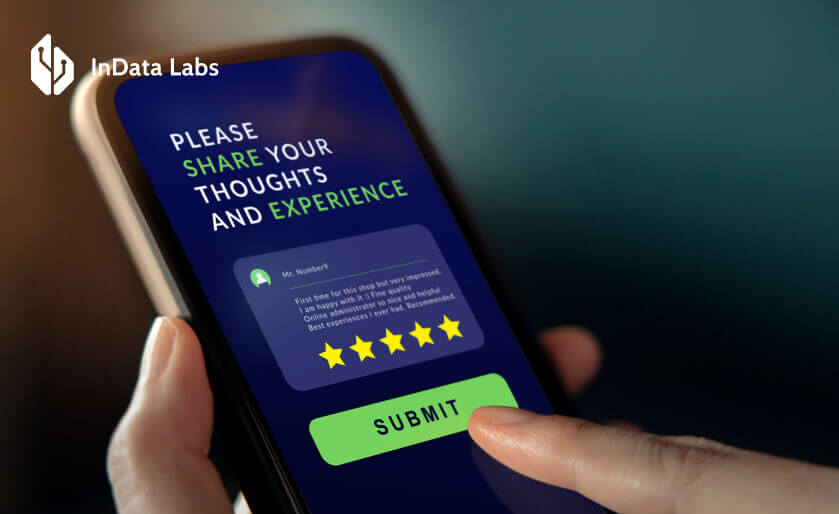 InData Labs
PLEASE
SHARE YOUR
THOUGHTS
AND EXPERIENCE
Mr. Number9
First time for this shop but very impressed.
I am happy with it :) Fine quality
Online administrator so nice and helpful
Best experiences i ever had. Recommended.
SUBMIT